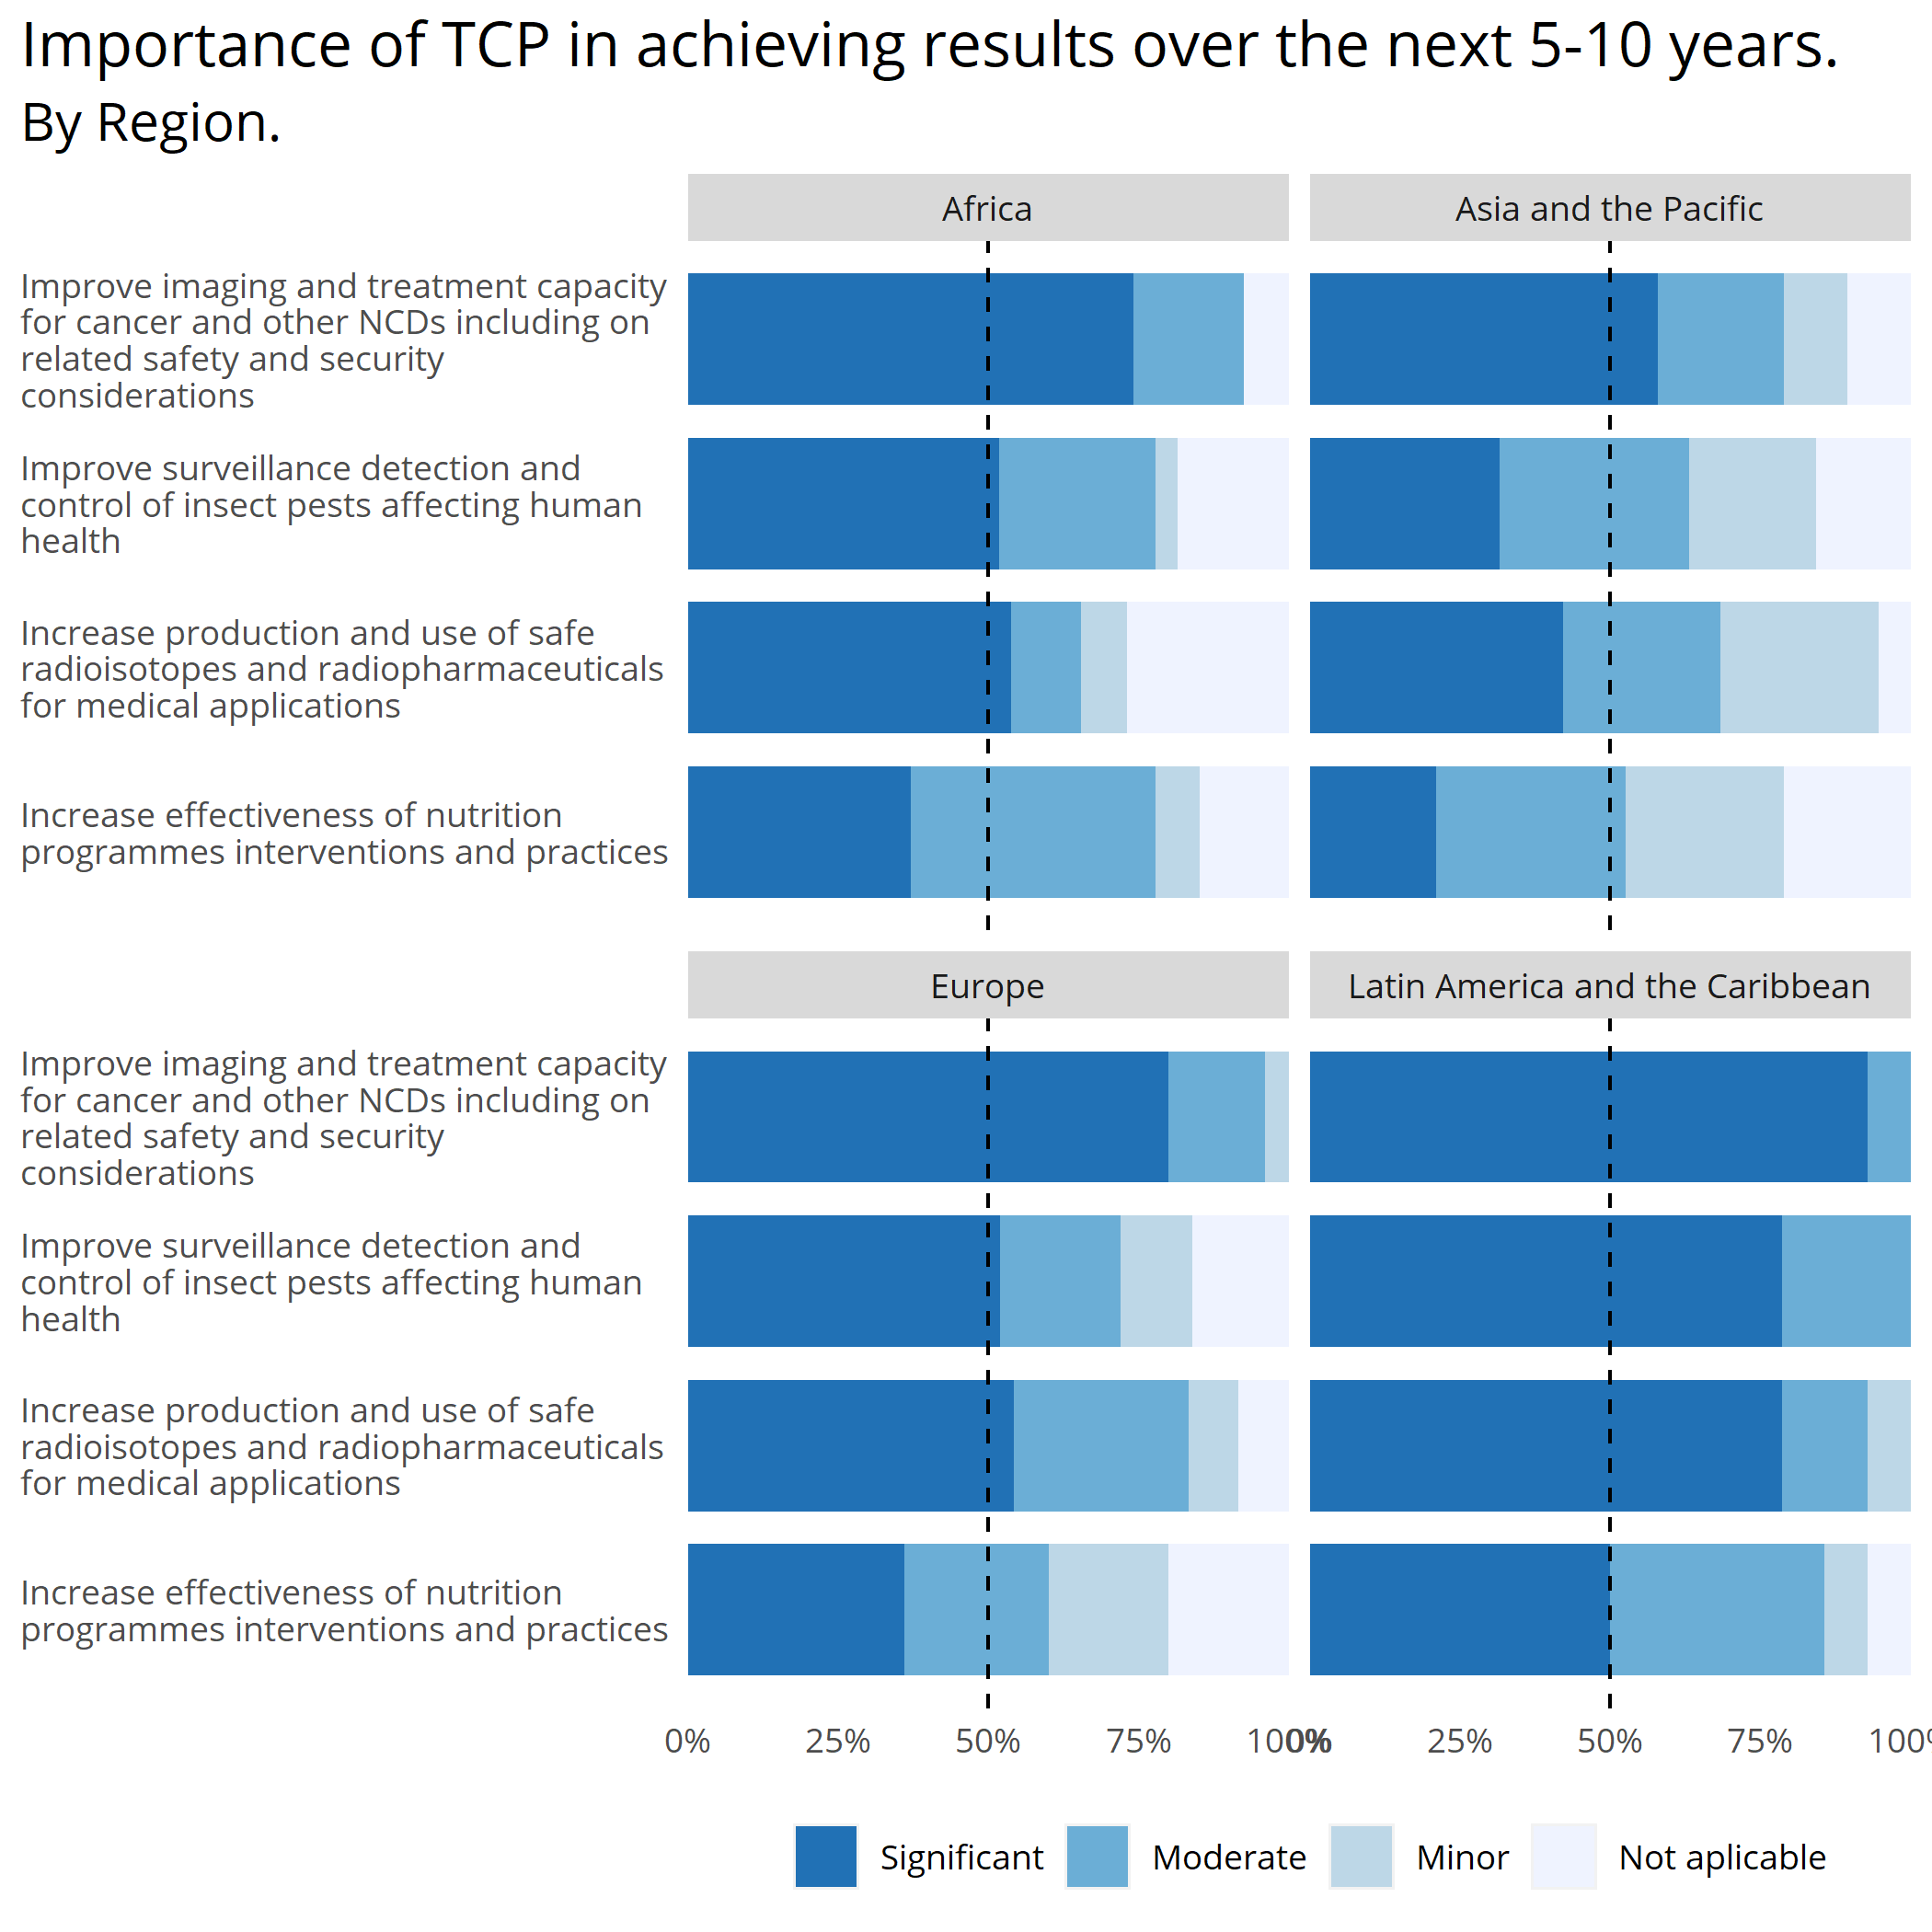 Importance of TCP in achieving results over the next 5-10 years.
By Region.
Africa
Asia and the Pacific
Improve imaging and treatment capacity
for cancer and other NCDs including on
related safety and security
considerations
Improve surveillance detection and
control of insect pests affecting human
health
Increase production and use of safe
radioisotopes and radiopharmaceuticals
for medical applications
Increase effectiveness of nutrition
programmes interventions and practices
Europe
Latin America and the Caribbean
Improve imaging and treatment capacity
for cancer and other NCDs including on
related safety and security
considerations
Improve surveillance detection and
control of insect pests affecting human
health
Increase production and use of safe
radioisotopes and radiopharmaceuticals
for medical applications
Increase effectiveness of nutrition
programmes interventions and practices
0% 25% 50% 75% 100% 0% 25% 50% 75% 100%
Significant Moderate Minor Not aplicable